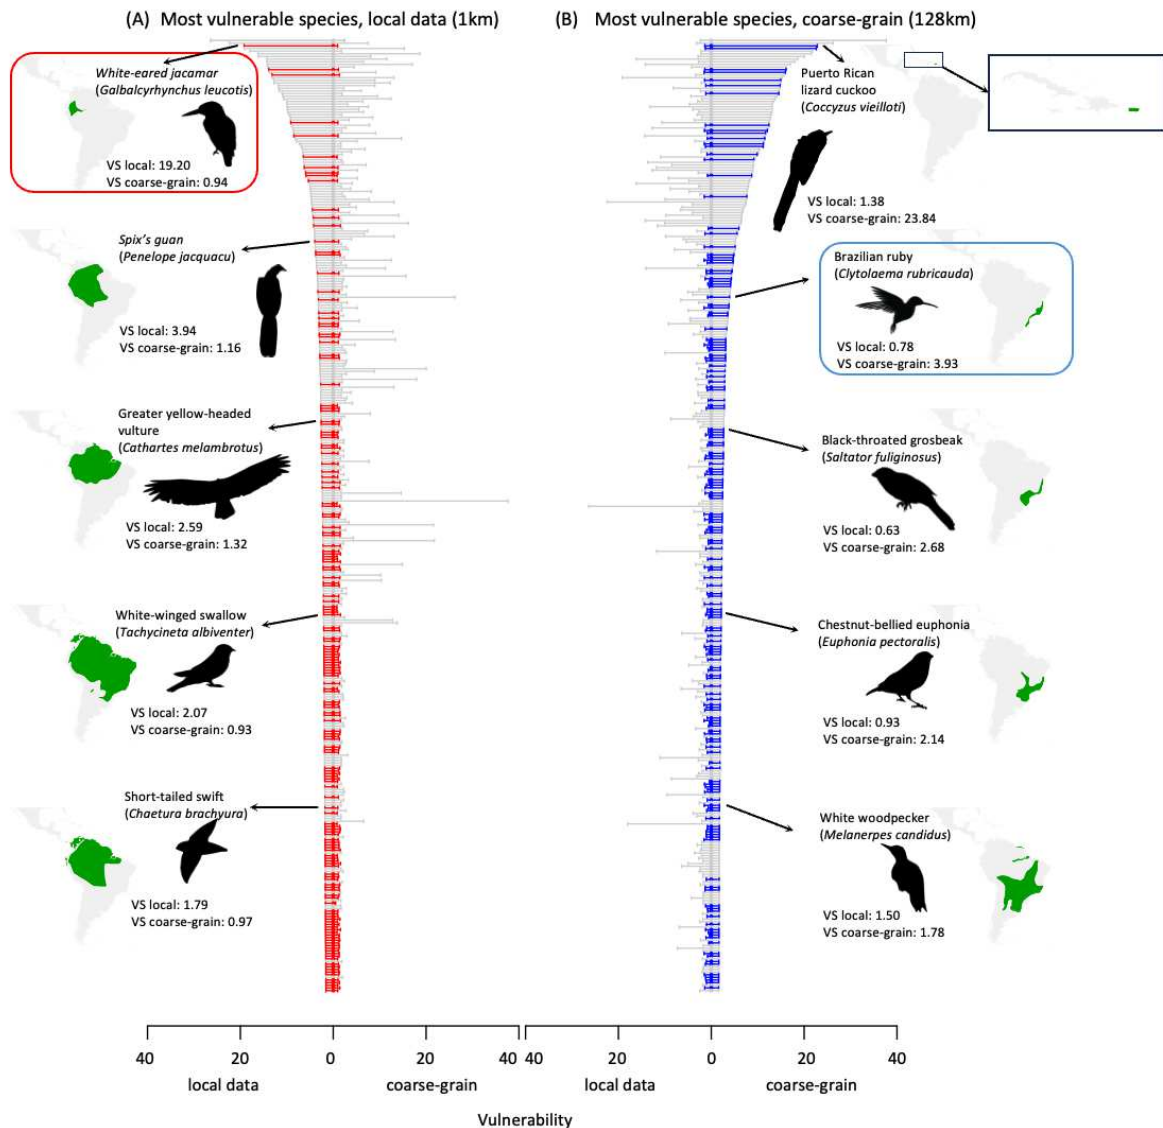 (A) Most vulnerable species, local data (1km)
White-eared jacamar
(Galbalcyrhynchus leucotis)
VS local: 19.20
VS coarse-grain: 0.94
Spix's guan
(Penelope jacquacu)
VS local: 3.94
VS coarse-grain: 1.16
Greater yellow-headed
vulture
(Cathartes melambrotus)
VS local: 2.59
VS coarse-grain: 1.32
White-winged swallow
(Tachycineta albiventer)
VS local: 2.07
VS coarse-grain: 0.93
Short-tailed swift
(Chaetura brachyura)
VS local: 1.79
VS coarse-grain: 0.97
40 20 0 20 40
local data coarse-grain
(B) Most vulnerable species, coarse-grain (128km)
Puerto Rican
lizard cuckoo
(Coccyzus vieilloti)
VS local: 1.38
VS coarse-grain: 23.84
Brazilian ruby
(Clytolaema rubricauda)
VS local: 0.78
VS coarse-grain: 3.93
Black-throated grosbeak
(Saltator fuliginosus)
VS local: 0.63
VS coarse-grain: 2.68
Chestnut-bellied euphonia
(Euphonia pectoralis)
VS local: 0.93
VS coarse-grain: 2.14
White woodpecker
(Melanerpes candidus)
VS local: 1.50
VS coarse-grain: 1.78
40 20 0 20 40
local data coarse-grain
Vulnerability